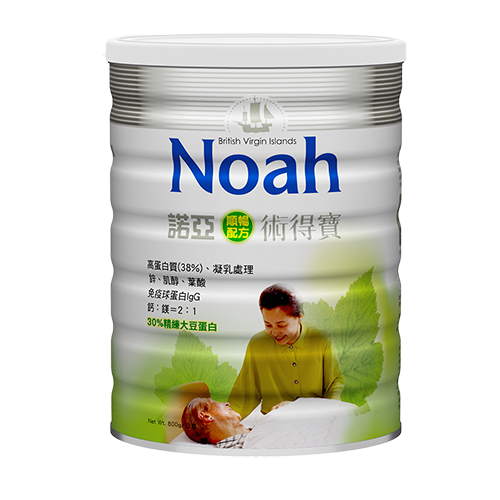 British Virgin Islands
Noah
諾亞 順暢配方 術得寶
高蛋白質(38%)、凝乳處理
鋅、肌醇、葉酸
免疫球蛋白IgG
鈣：鎂＝2：1
30%精練大豆蛋白
Net Wt. 800g